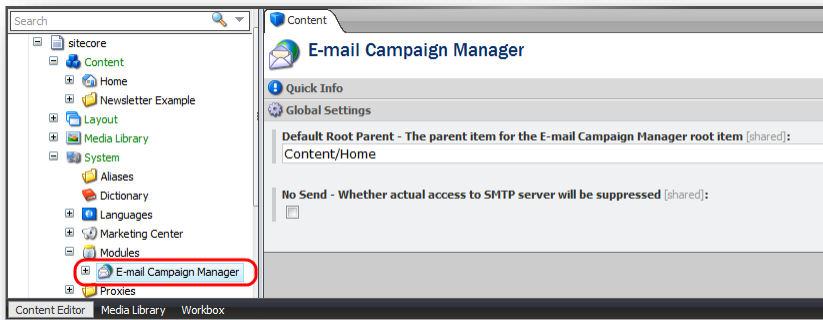 Search
sitecore
Content
Home
Newsletter Example
Layout
Media Library
System
Aliases
Dictionary
Languages
Marketing Center
Modules
E-mail Campaign Manager
Proxies
Content Editor Media Library Workbox
Content
E-mail Campaign Manager
Quick Info
Global Settings
Default Root Parent - The parent item for the E-mail Campaign Manager root item [shared]:
Content/Home
No Send - Whether actual access to SMTP server will be suppressed [shared]: